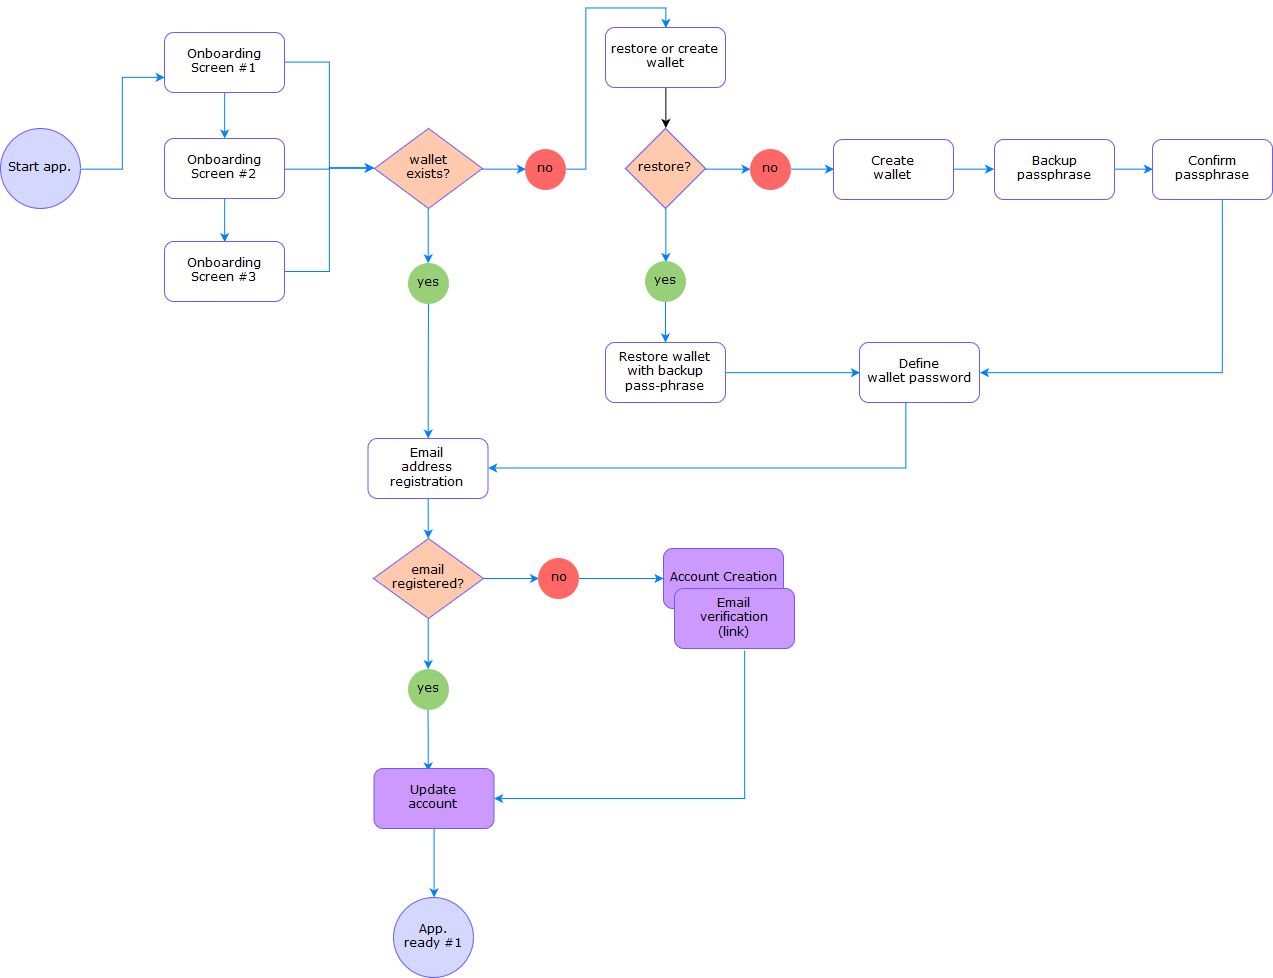 Start app.
Onboarding
Screen #1
Onboarding
Screen #2
Onboarding
Screen #3
wallet
exists?
no
yes
restore or create
wallet
restore?
no
yes
Create
wallet
Backup
passphrase
Confirm
passphrase
Restore wallet
with backup
pass-phrase
Define
wallet password
Email
address
registration
email
registered?
no
yes
Account Creation
Email
verification
(link)
Update
account
App.
ready #1